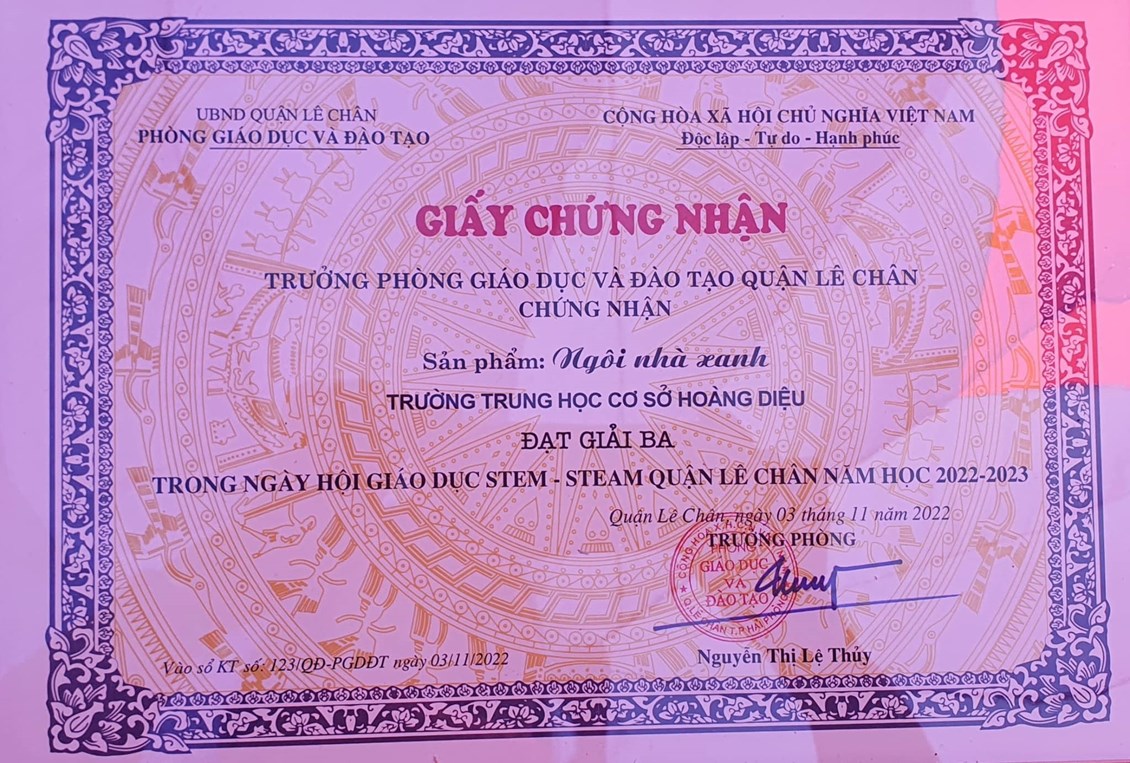 UBND QUẬN LÊ CHÂN
PHÒNG GIÁO DỤC VÀ ĐÀO TẠO
CỘNG HÒA XÃ HỘI CHỦ NGHĨA VIỆT NAM
Độc lập - Tự do - Hạnh phúc
GIẤY CHỨNG NHẬN
TRƯỞNG PHÒNG GIÁO DỤC VÀ ĐÀO TẠO QUẬN LÊ CHÂN
CHỨNG NHẬN
Sản phẩm: Ngôi nhà xanh
TRƯỜNG TRUNG HỌC CƠ SỞ HOÀNG DIỆU
ĐẠT GIẢI BA
TRONG NGÀY HỘI GIÁO DỤC STEM - STEAM QUẬN LÊ CHÂN NĂM HỌC 2022-2023
Quận Lê Chân, ngày 03 tháng 11 năm 2022
TRƯỞNG PHÒNG
PHÒNG
GIÁO DỤC
VÀ
ĐÀO TẠO
Q.LÊ CHÂN T.P HẢI PHÒNG
Nguyễn Thị Lệ Thủy
Vào sổ KT số: 123/QĐ-PGDĐT ngày 03/11/2022